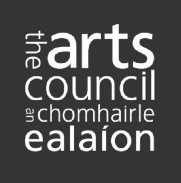 the arts
council
an chomhairle
ealaíon